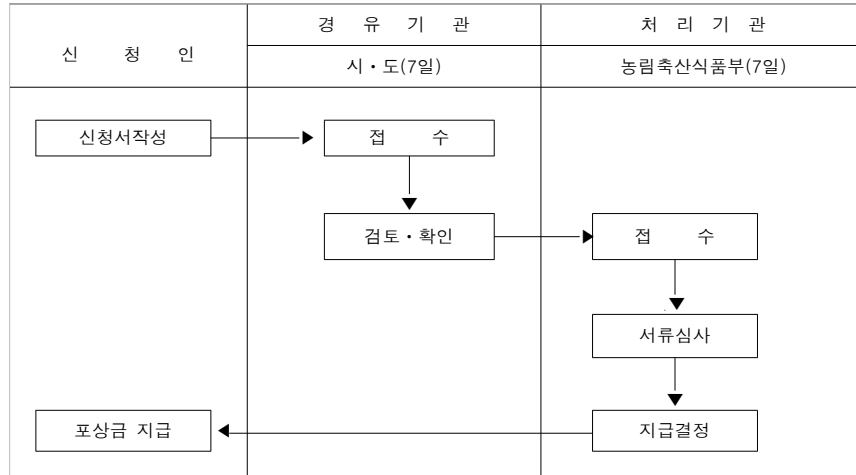 신 청 인
경 유 기 관
처 리 기 관
시·도(7일)
농림축산식품부(7일)
신청서작성
접 수
검토·확인
접 수
서류심사
포상금 지급
지급결정